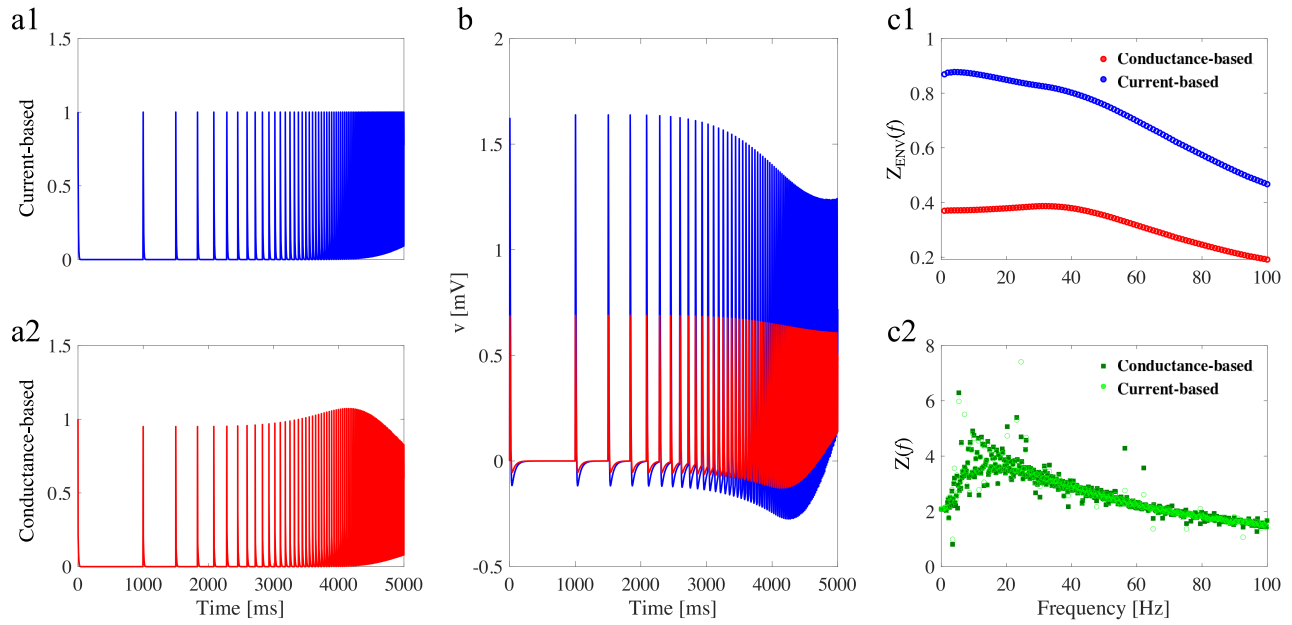 a1
1.5
1
0.5
0
Current-based
a2
1.5
1
0.5
0
0 1000 2000 3000 4000 5000
Conductance-based
Time [ms]
b
2
1.5
1
0.5
0
-0.5
0 1000 2000 3000 4000 5000
v [mV]
Time [ms]
c1
1
0.8
0.6
0.4
0.2
0 20 40 60 80 100
Z_ENV(f)
Conductance-based
Current-based
c2
8
6
4
2
0
0 20 40 60 80 100
Z(f)
Conductance-based
Current-based
Frequency [Hz]